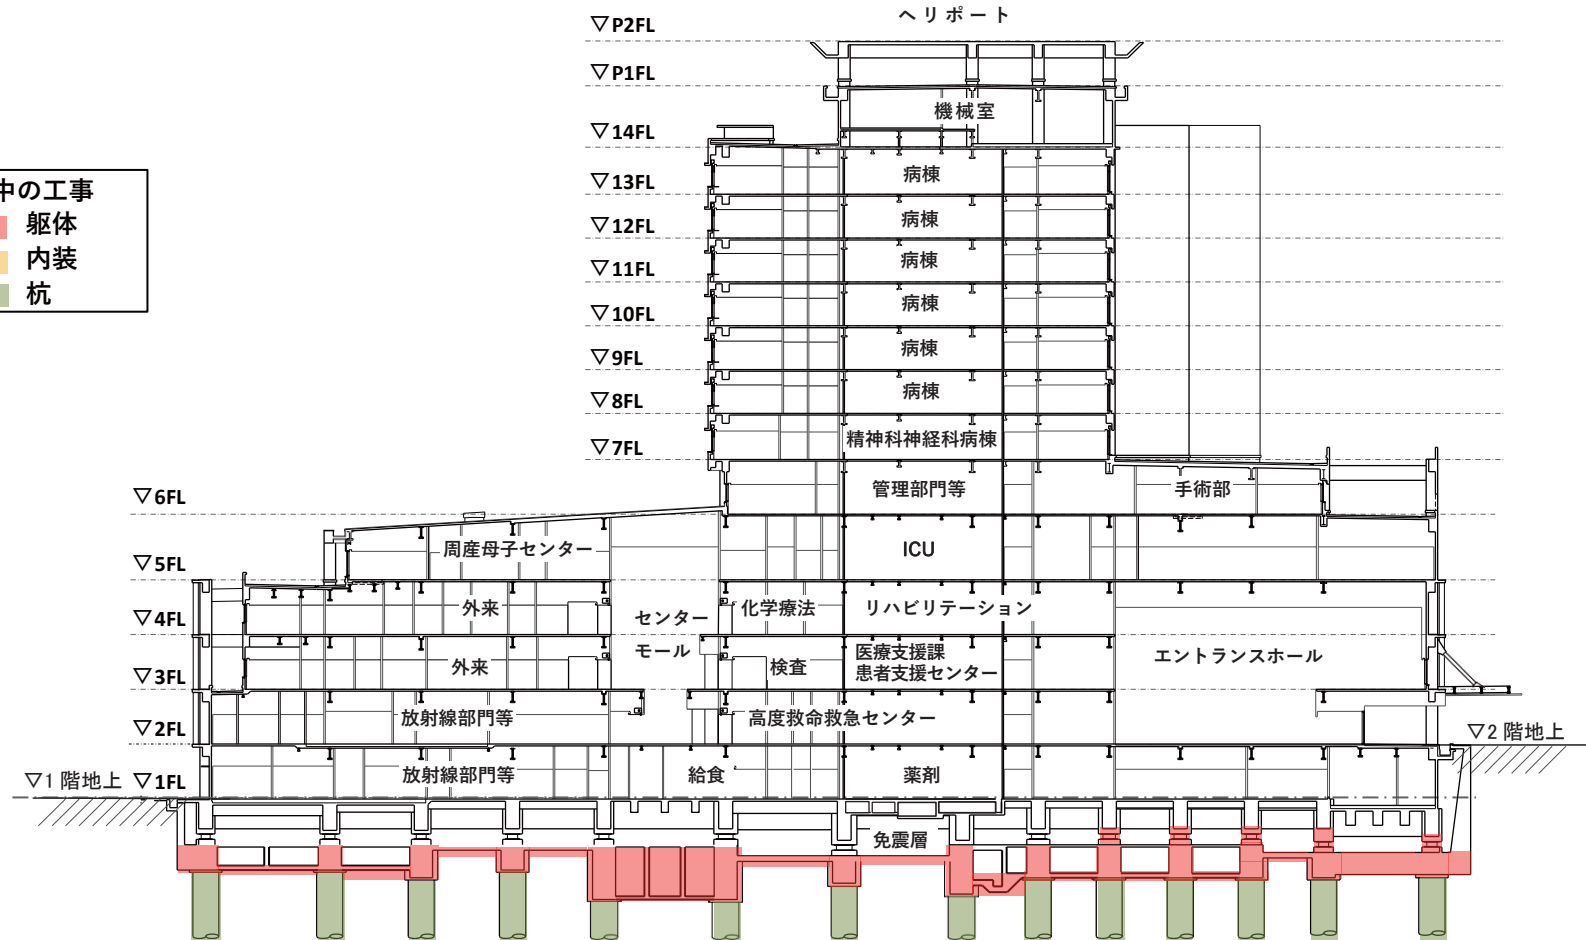 ヘリポート
▽P2FL
▽P1FL
機械室
▽14FL
中の工事
躯体
内装
杭
病棟
▽13FL
病棟
▽12FL
病棟
▽11FL
病棟
▽10FL
病棟
▽9FL
病棟
▽8FL
精神科神経科病棟
▽7FL
管理部門等
手術部
▽6FL
周産母子センター
ICU
▽5FL
外来
センター
モール
化学療法
リハビリテーション
▽4FL
外来
検査
医療支援課
患者支援センター
エントランスホール
▽3FL
放射線部門等
高度救命救急センター
▽2FL
▽2階地上
放射線部門等
給食
薬剤
▽1階地上
▽1FL
免震層